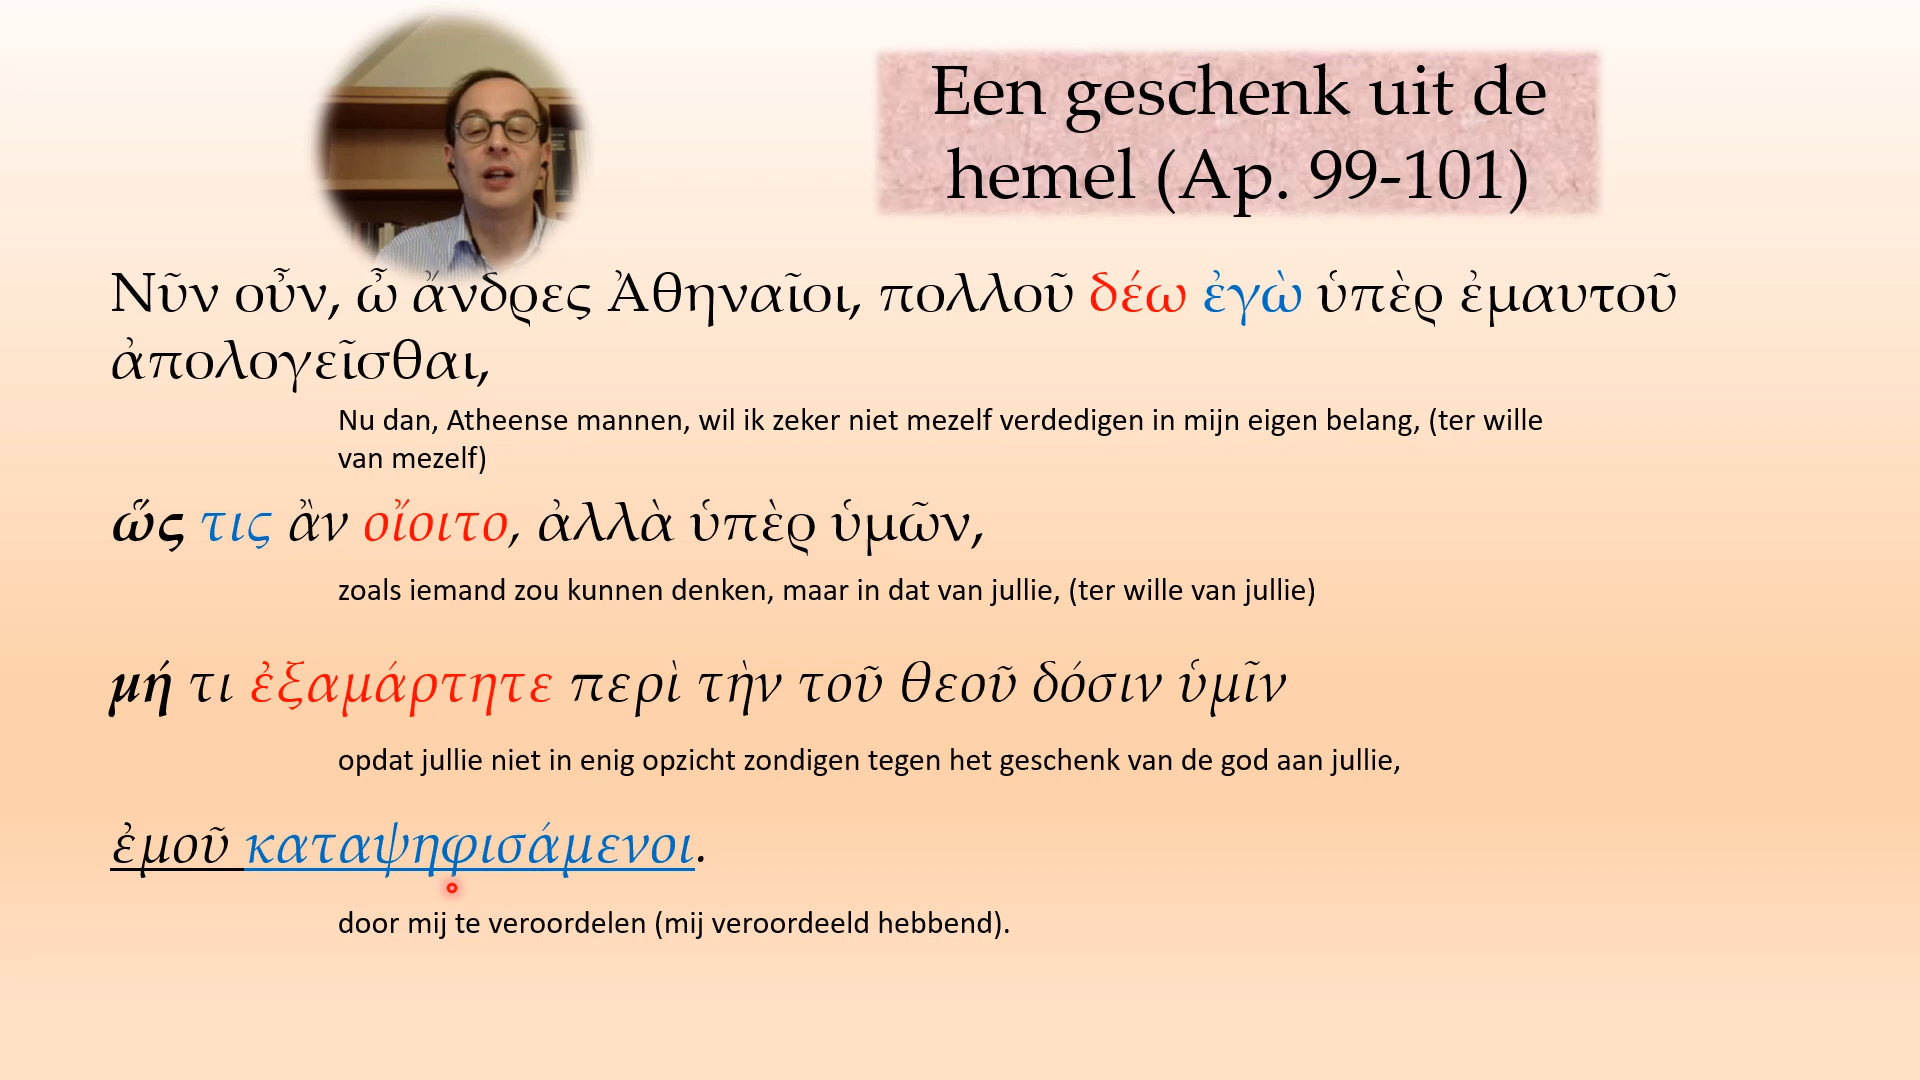 Een geschenk uit de
hemel (Ap. 99-101)
Νῦν οὖν, ὦ ἄνδρες Ἀθηναῖοι, πολλοῦ δέω ἐγὼ ὑπὲρ ἐμαυτοῦ
ἀπολογεῖσθαι,
Nu dan, Atheense mannen, wil ik zeker niet mezelf verdedigen in mijn eigen belang, (ter wille
van mezelf)
ὥς τις ἂν οἴοιτο, ἀλλὰ ὑπὲρ ὑμῶν,
zoals iemand zou kunnen denken, maar in dat van jullie, (ter wille van jullie)
μή τι ἐξαμάρτητε περὶ τὴν τοῦ θεοῦ δόσιν ὑμῖν
opdat jullie niet in enig opzicht zondigen tegen het geschenk van de god aan jullie,
ἐμοῦ καταψηφισάμενοι.
door mij te veroordelen (mij veroordeeld hebbend).